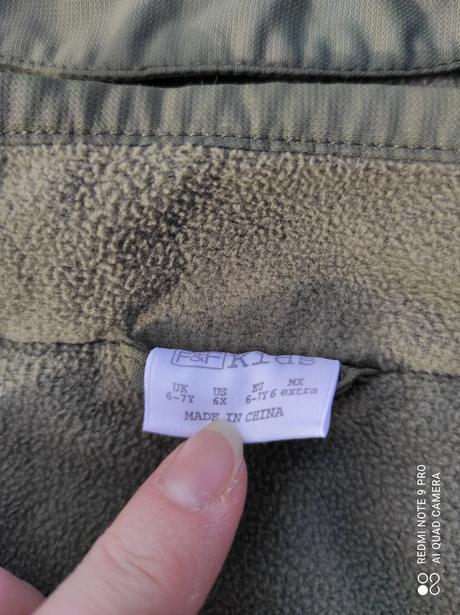 F&F Kids
UK US EU MX
6-7Y 6X 6-7Y 6 extra
MADE IN CHINA
REDMI NOTE 9 PRO
AI QUAD CAMERA